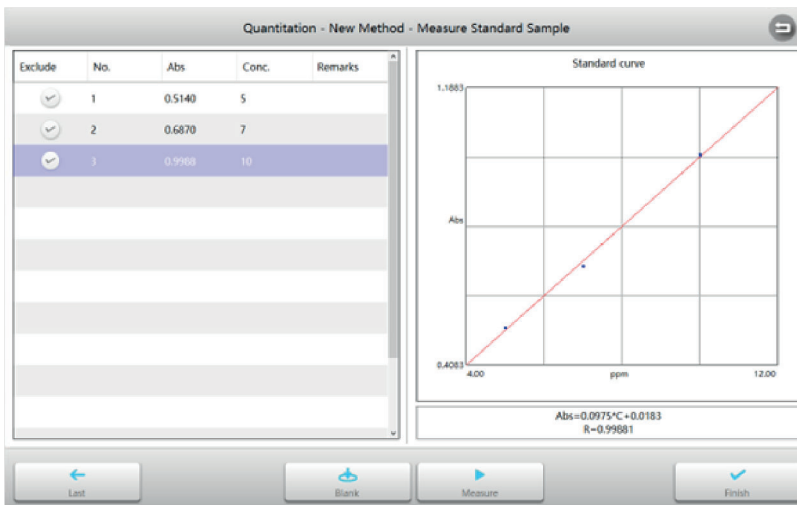 Quantitation - New Method - Measure Standard Sample
Exclude No. Abs Conc. Remarks
1 0.5140 5
2 0.6870 7
3 0.9968 10
Standard curve
1.1883
Abs
0.4083
4.00 ppm 12.00
Abs=0.0975*C+0.0183
R=0.99881
Last Blank Measure Finish